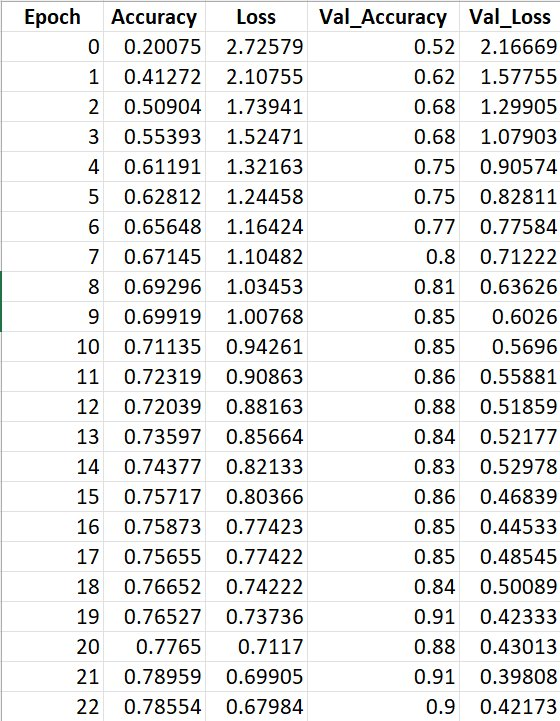 Epoch Accuracy Loss Val_Accuracy Val_Loss
0 0.20075 2.72579 0.52 2.16669
1 0.41272 2.10755 0.62 1.57755
2 0.50904 1.73941 0.68 1.29905
3 0.55393 1.52471 0.68 1.07903
4 0.61191 1.32163 0.75 0.90574
5 0.62812 1.24458 0.75 0.82811
6 0.65648 1.16424 0.77 0.77584
7 0.67145 1.10482 0.8 0.71222
8 0.69296 1.03453 0.81 0.63626
9 0.69919 1.00768 0.85 0.6026
10 0.71135 0.94261 0.85 0.5696
11 0.72319 0.90863 0.86 0.55881
12 0.72039 0.88163 0.88 0.51859
13 0.73597 0.85664 0.84 0.52177
14 0.74377 0.82133 0.83 0.52978
15 0.75717 0.80366 0.86 0.46839
16 0.75873 0.77423 0.85 0.44533
17 0.75655 0.77422 0.85 0.48545
18 0.76652 0.74222 0.84 0.50089
19 0.76527 0.73736 0.91 0.42333
20 0.7765 0.7117 0.88 0.43013
21 0.78959 0.69905 0.91 0.39808
22 0.78554 0.67984 0.9 0.42173